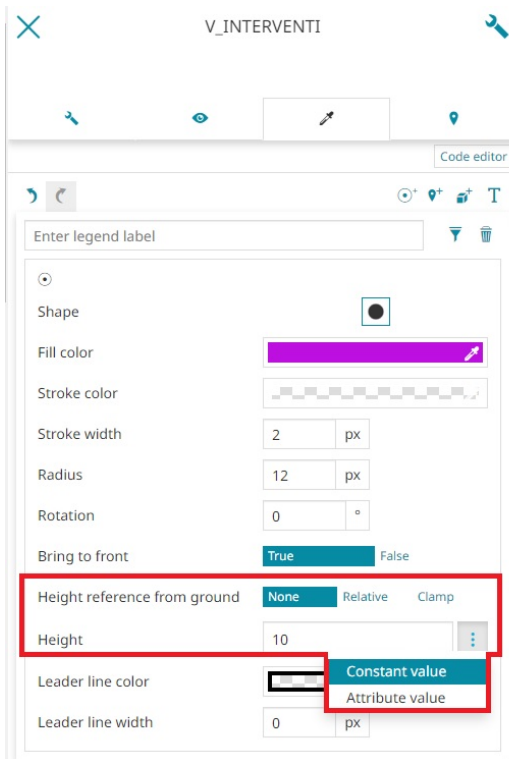 V_INTERVENTI
Code editor
T
Enter legend label
Shape
Fill color
Stroke color
Stroke width 2 px
Radius 12 px
Rotation 0 °
Bring to front True False
Height reference from ground None Relative Clamp
Height 10
Constant value
Leader line color
Attribute value
Leader line width 0 px